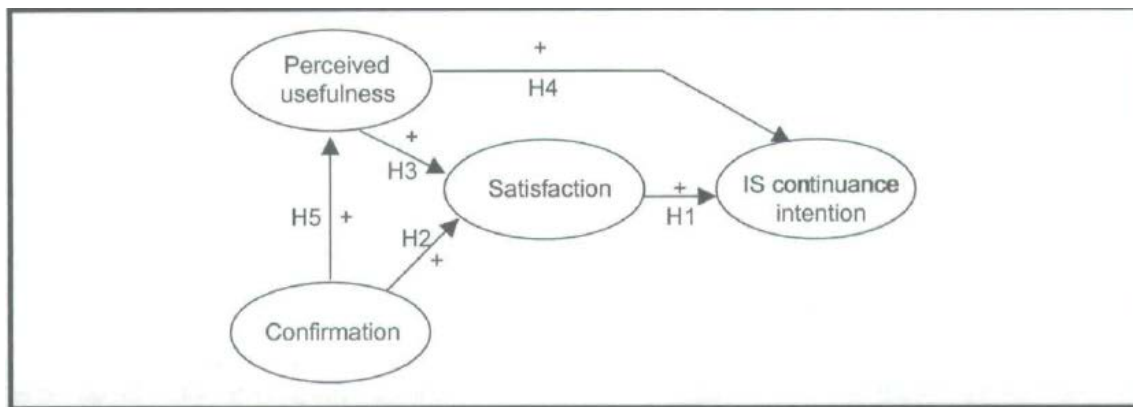 Perceived
usefulness
+
H4
+
H3
Satisfaction
+
H1
IS continuance
intention
H5
+
H2
+
Confirmation